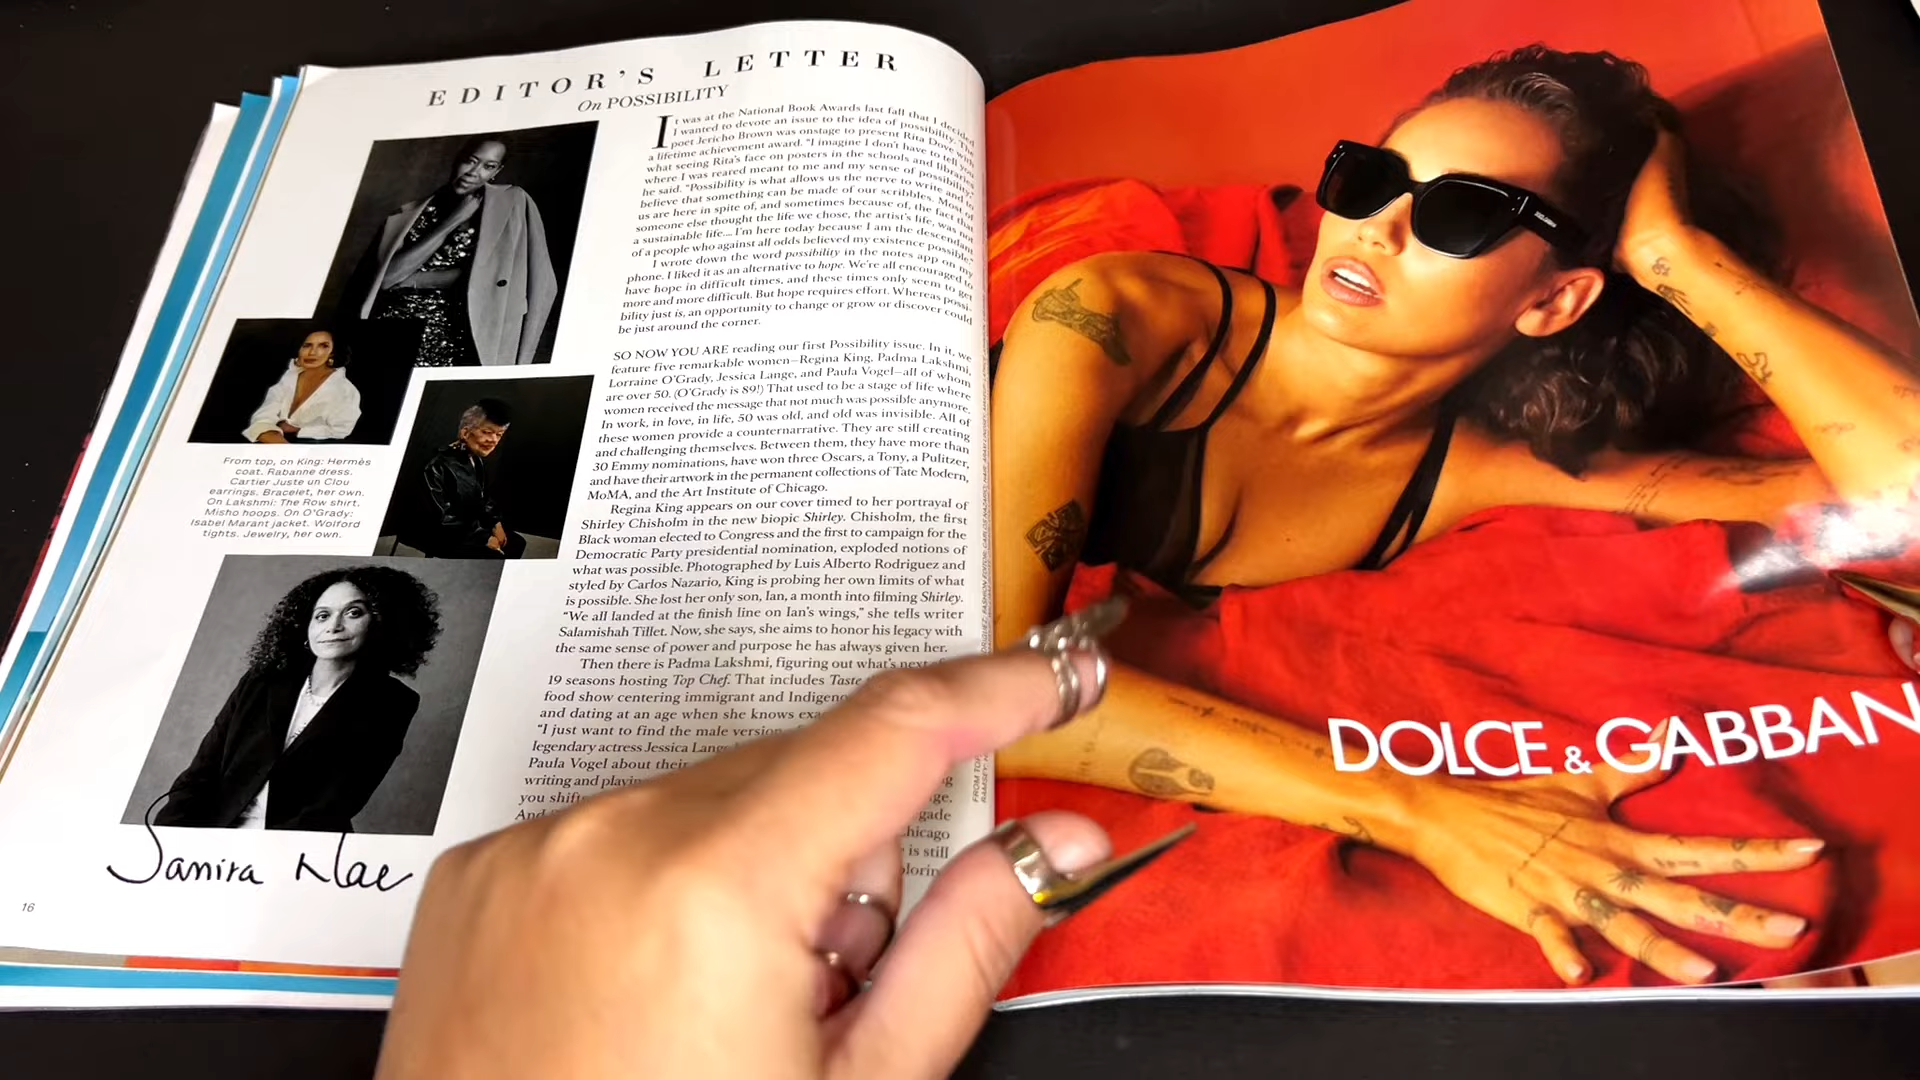 EDITOR'S LETTER
On POSSIBILITY
It was at the National Book Awards last fall that I decided
I wanted to devote an issue to the idea of possibility. The
poet Jericho Brown was onstage to present Rita Dove with
a lifetime achievement award. "I imagine I don't have to tell you
what seeing Rita's face on posters in the schools and libraries
where I was reared meant to me and my sense of possibility,"
he said. "Possibility is what allows us the nerve to write and to
believe that something can be made of our scribbles. Most of
us are here in spite of, and sometimes because of, the fact that
someone else thought the life we chose, the artist's life, was not
a sustainable life.... I'm here today because I am the descendant
of a people who against all odds believed my existence possible."
I wrote down the word possibility in the notes app on my
phone. I liked it as an alternative to hope. We're all encouraged to
have hope in difficult times, and these times only seem to get
more and more difficult. But hope requires effort. Whereas possi-
bility just is, an opportunity to change or grow or discover could
be just around the corner.
SO NOW YOU ARE reading our first Possibility issue. In it, we
feature five remarkable women—Regina King, Padma Lakshmi,
Lorraine O'Grady, Jessica Lange, and Paula Vogel—all of whom
are over 50. (O'Grady is 89!) That used to be a stage of life where
women received the message that not much was possible anymore.
In work, in love, in life, 50 was old, and old was invisible. All of
these women provide a counternarrative. They are still creating
and challenging themselves. Between them, they have more than
30 Emmy nominations, have won three Oscars, a Tony, a Pulitzer,
and have their artwork in the permanent collections of Tate Modern,
MoMA, and the Art Institute of Chicago.
Regina King appears on our cover timed to her portrayal of
Shirley Chisholm in the new biopic Shirley. Chisholm, the first
Black woman elected to Congress and the first to campaign for the
Democratic Party presidential nomination, exploded notions of
what was possible. Photographed by Luis Alberto Rodriguez and
styled by Carlos Nazario, King is probing her own limits of what
is possible. She lost her only son, Ian, a month into filming Shirley.
"We all landed at the finish line on Ian's wings," she tells writer
Salamishah Tillet. Now, she says, she aims to honor his legacy with
the same sense of power and purpose he has always given her.
Then there is Padma Lakshmi, figuring out what's next
19 seasons hosting Top Chef. That includes Taste
food show centering immigrant and
and dating at an age when she knows
"I just want to find the male
legendary actress Jessica Lange
Paula Vogel about their
writing and
you
And
is still
From top, on King: Hermès
coat. Rabanne dress.
Cartier Juste un Clou
earrings. Bracelet, her own.
On Lakshmi: The Row shirt.
Misho hoops. On O'Grady:
Isabel Marant jacket. Wolford
tights. Jewelry, her own.
Samira Nae
16
DOLCE & GABBAN